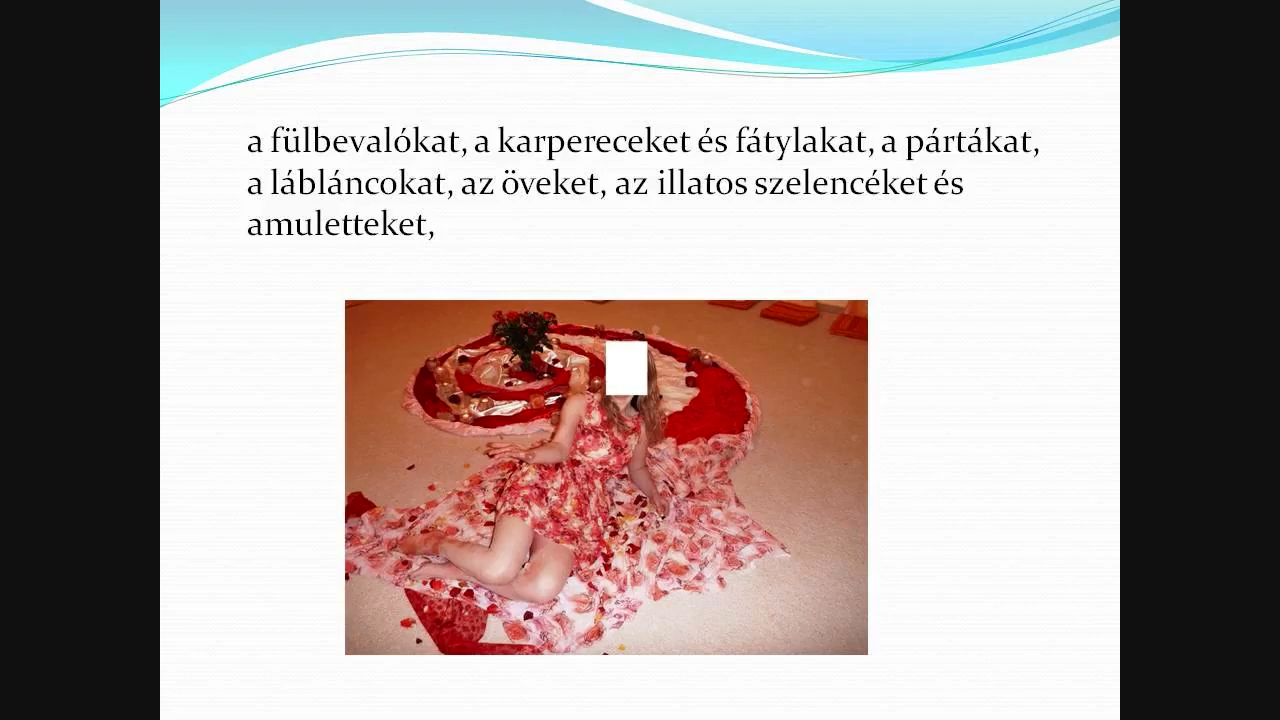 a fülbevalókat, a karpereceket és fátylakat, a pártákat,
a lábláncokat, az öveket, az illatos szelencéket és
amuletteket,